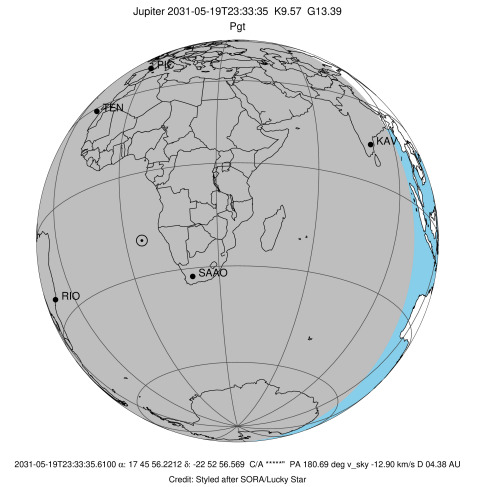 Jupiter 2031-05-19T23:33:35 K9.57 G13.39
Pgt
PIC
TEN
KAV
SAAO
RIO
2031-05-19T23:33:35.6100 α: 17 45 56.2212 δ: -22 52 56.569 C/A *****" PA 180.69 deg v_sky -12.90 km/s D 04.38 AU
Credit: Styled after SORA/Lucky Star